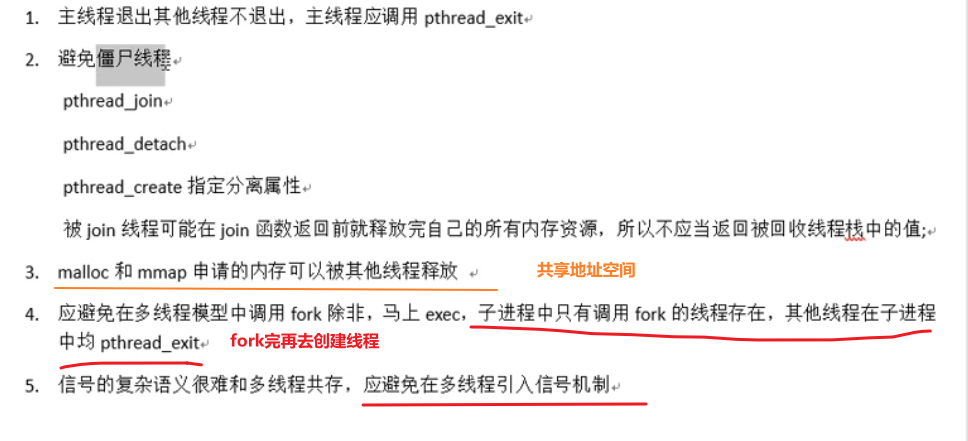 1. 主线程退出其他线程不退出，主线程应调用 pthread_exit
2. 避免僵尸线程
pthread_join
pthread_detach
pthread_create 指定分离属性
被 join 线程可能在 join 函数返回前就释放完自己的所有内存资源，所以不应当返回被回收线程栈中的值;
3. malloc 和 mmap 申请的内存可以被其他线程释放 共享地址空间
4. 应避免在多线程模型中调用 fork 除非，马上 exec，子进程中只有调用 fork 的线程存在，其他线程在子进程
中均 pthread_exit fork完再去创建线程
5. 信号的复杂语义很难和多线程共存，应避免在多线程引入信号机制